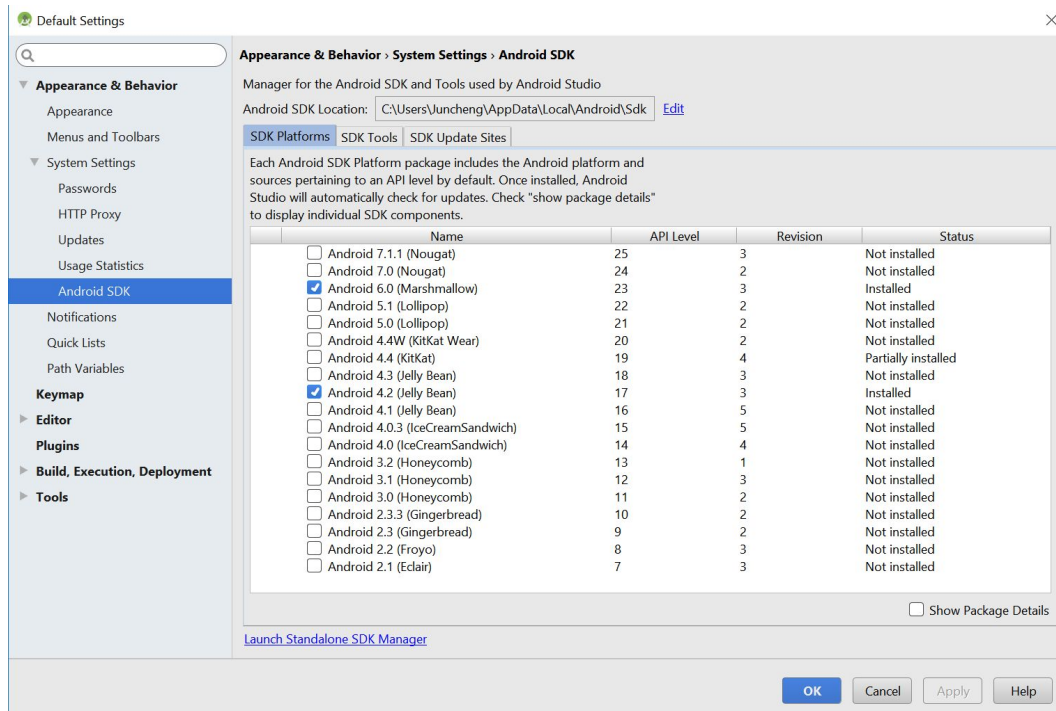 Default Settings
Appearance & Behavior
Appearance
Menus and Toolbars
System Settings
Passwords
HTTP Proxy
Updates
Usage Statistics
Android SDK
Notifications
Quick Lists
Path Variables
Keymap
Editor
Plugins
Build, Execution, Deployment
Tools
Appearance & Behavior › System Settings › Android SDK
Manager for the Android SDK and Tools used by Android Studio
Android SDK Location: C:\Users\Juncheng\AppData\Local\Android\Sdk Edit
SDK Platforms SDK Tools SDK Update Sites
Each Android SDK Platform package includes the Android platform and
sources pertaining to an API level by default. Once installed, Android
Studio will automatically check for updates. Check "show package details"
to display individual SDK components.
Name API Level Revision Status
Android 7.1.1 (Nougat) 25 3 Not installed
Android 7.0 (Nougat) 24 2 Not installed
Android 6.0 (Marshmallow) 23 3 Installed
Android 5.1 (Lollipop) 22 2 Not installed
Android 5.0 (Lollipop) 21 2 Not installed
Android 4.4W (KitKat Wear) 20 2 Not installed
Android 4.4 (KitKat) 19 4 Partially installed
Android 4.3 (Jelly Bean) 18 3 Not installed
Android 4.2 (Jelly Bean) 17 3 Installed
Android 4.1 (Jelly Bean) 16 5 Not installed
Android 4.0.3 (IceCreamSandwich) 15 5 Not installed
Android 4.0 (IceCreamSandwich) 14 4 Not installed
Android 3.2 (Honeycomb) 13 1 Not installed
Android 3.1 (Honeycomb) 12 3 Not installed
Android 3.0 (Honeycomb) 11 2 Not installed
Android 2.3.3 (Gingerbread) 10 2 Not installed
Android 2.3 (Gingerbread) 9 2 Not installed
Android 2.2 (Froyo) 8 3 Not installed
Android 2.1 (Eclair) 7 3 Not installed
Show Package Details
Launch Standalone SDK Manager
OK Cancel Apply Help